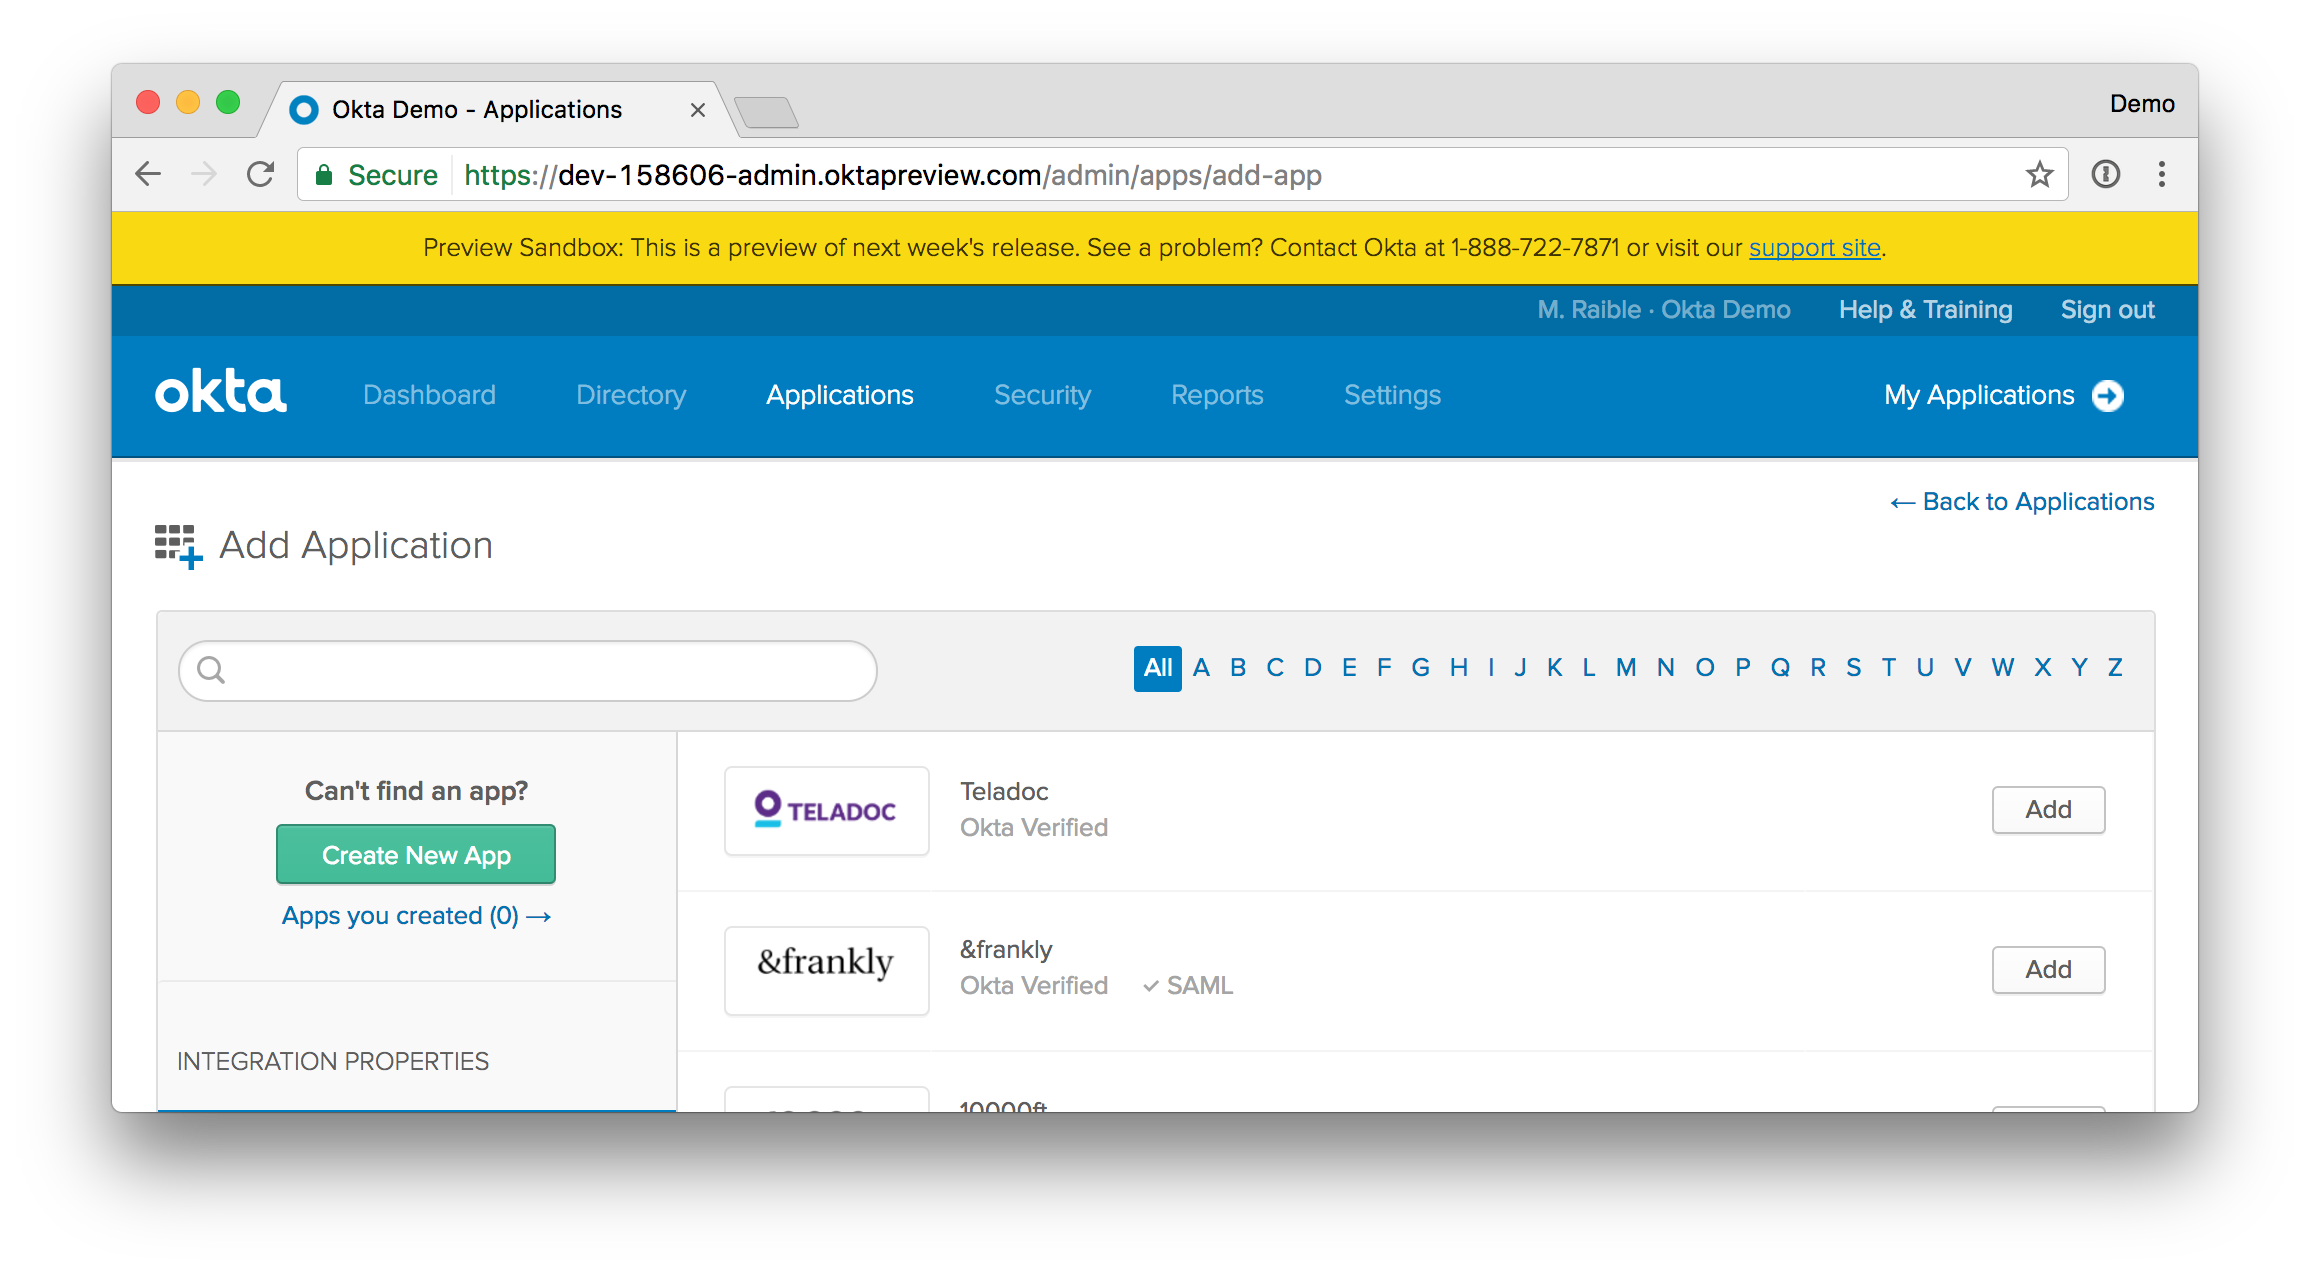 Okta Demo - Applications
Demo
Secure https://dev-158606-admin.oktapreview.com/admin/apps/add-app
Preview Sandbox: This is a preview of next week's release. See a problem? Contact Okta at 1-888-722-7871 or visit our support site.
M. Raible · Okta Demo Help & Training Sign out
okta Dashboard Directory Applications Security Reports Settings My Applications
← Back to Applications
Add Application
All A B C D E F G H I J K L M N O P Q R S T U V W X Y Z
Can't find an app?
Create New App
Apps you created (0) →
INTEGRATION PROPERTIES
TELADOC
Teladoc
Okta Verified
Add
&frankly
&frankly
Okta Verified ✓ SAML
Add
10000ft